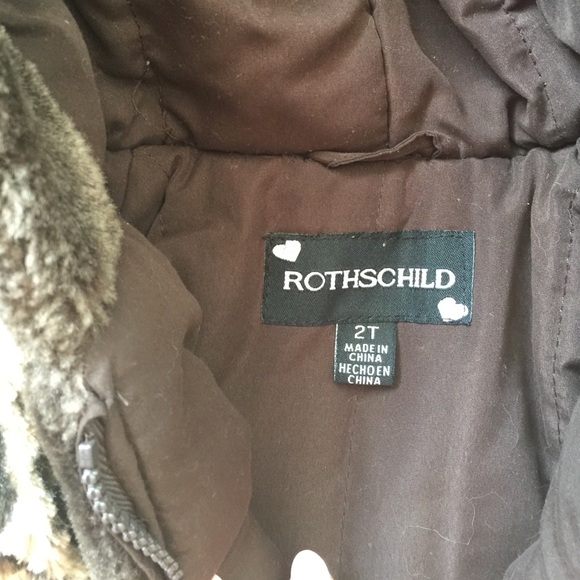 ROTHSCHILD
2T
MADE IN
CHINA
HECHO EN
CHINA